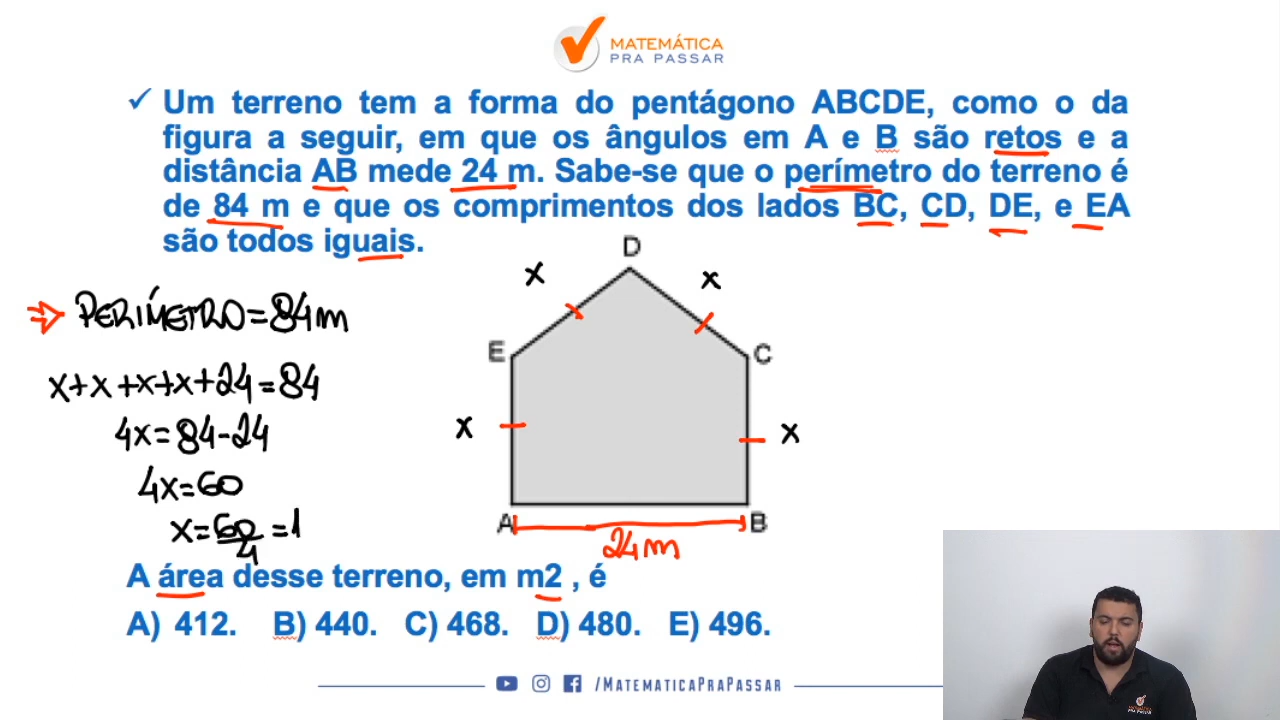 MATEMÁTICA
PRA PASSAR
Um terreno tem a forma do pentágono ABCDE, como o da
figura a seguir, em que os ângulos em A e B são retos e a
distância AB mede 24 m. Sabe-se que o perímetro do terreno é
de 84 m e que os comprimentos dos lados BC, CD, DE, e EA
são todos iguais.
D
x
x
⇒ PERÍMETRO=84m
E
C
x+x+x+x+24=84
4x=84-24
x
x
4x=60
x=60/4=1
A
B
24m
A área desse terreno, em m2 , é
A) 412. B) 440. C) 468. D) 480. E) 496.
/MATEMATICAPRAPASSAR
MATEMÁTICA
PRA PASSAR